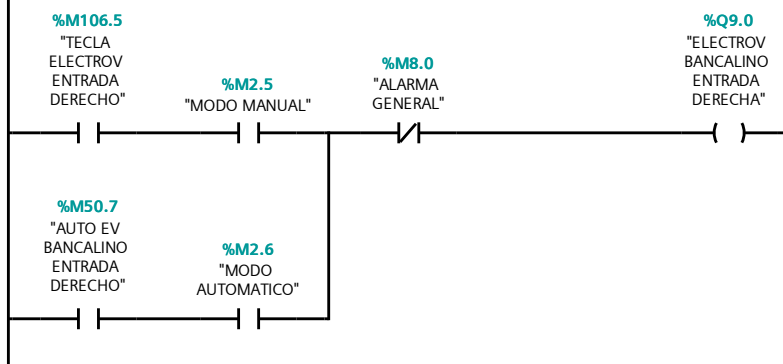 %M106.5
"TECLA
ELECTROV
ENTRADA
DERECHO"
%M2.5
"MODO MANUAL"
%M8.0
"ALARMA
GENERAL"
%Q9.0
"ELECTROV
BANCALINO
ENTRADA
DERECHA"
%M50.7
"AUTO EV
BANCALINO
ENTRADA
DERECHO"
%M2.6
"MODO
AUTOMATICO"